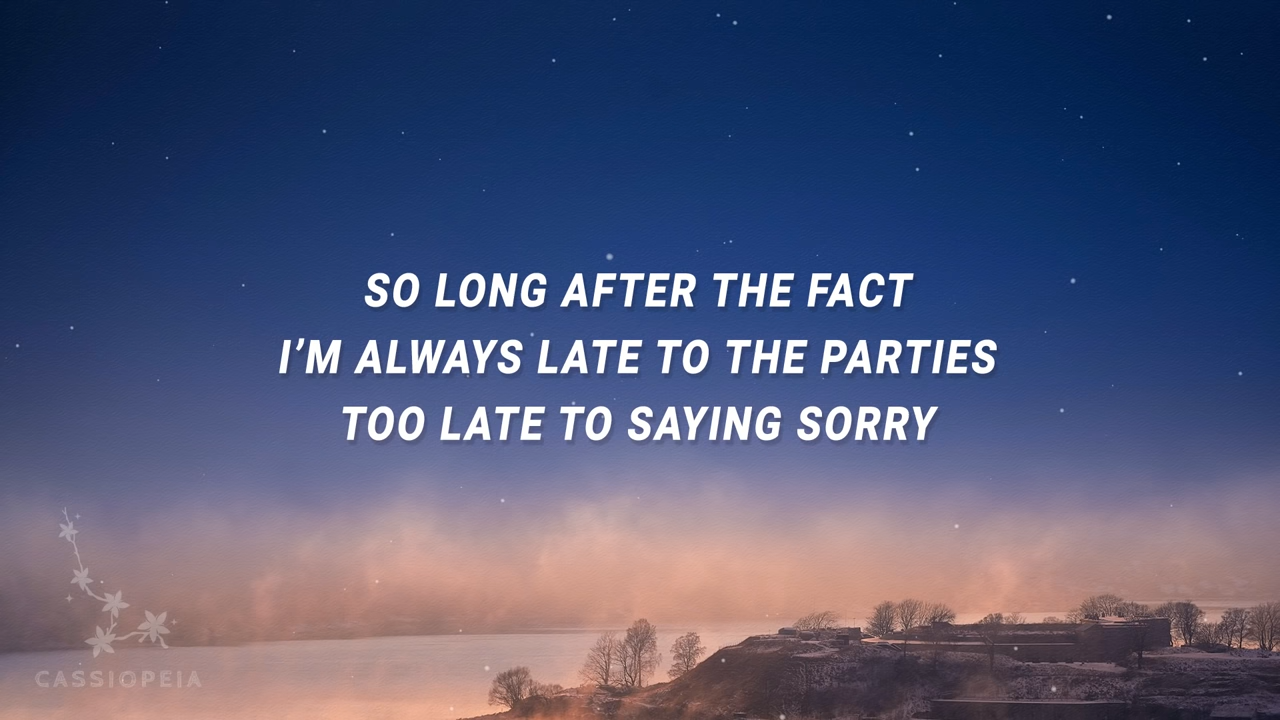 SO LONG AFTER THE FACT
I’M ALWAYS LATE TO THE PARTIES
TOO LATE TO SAYING SORRY
CASSIOPEIA